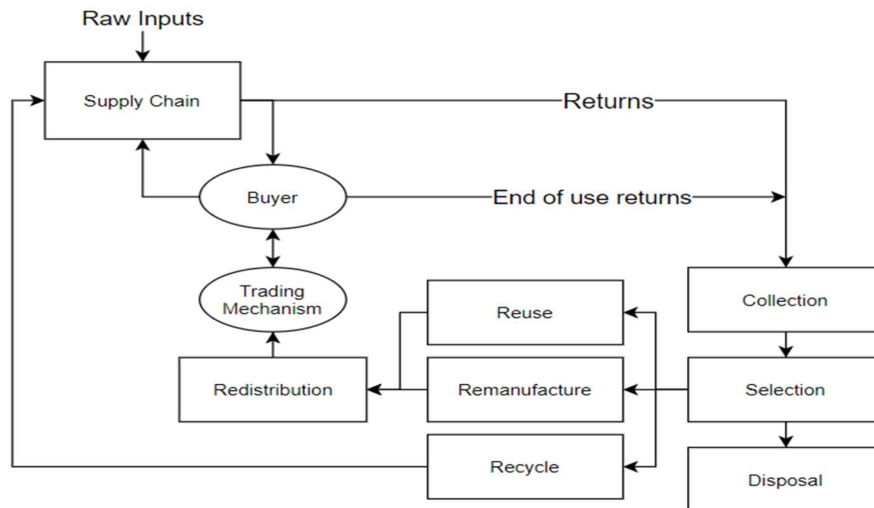 Raw Inputs
Supply Chain
Returns
Buyer
End of use returns
Trading
Mechanism
Reuse
Collection
Redistribution
Remanufacture
Selection
Recycle
Disposal